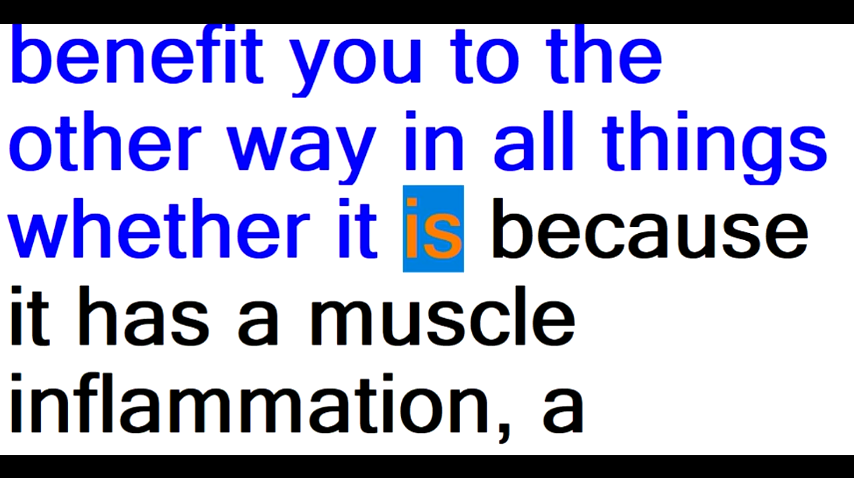 benefit you to the
other way in all things
whether it is because
it has a muscle
inflammation, a